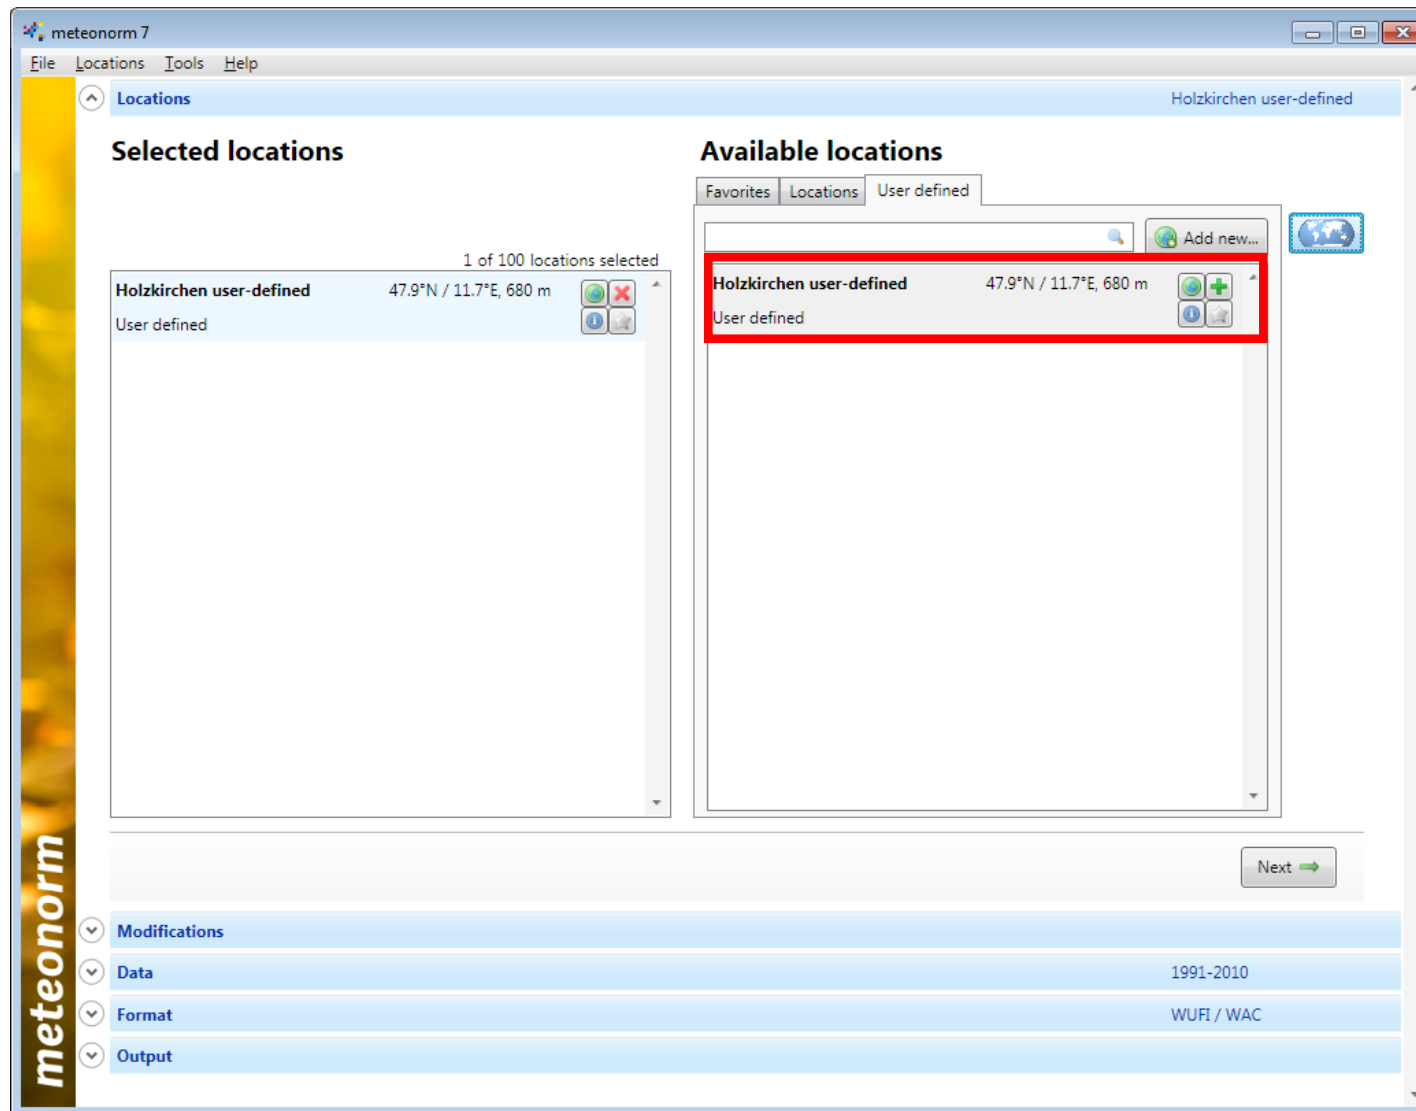 meteonorm 7
File Locations Tools Help
Locations Holzkirchen user-defined
Selected locations
Available locations
Favorites Locations User defined
Add new...
1 of 100 locations selected
Holzkirchen user-defined 47.9°N / 11.7°E, 680 m
User defined
Holzkirchen user-defined 47.9°N / 11.7°E, 680 m
User defined
Next
Modifications
Data 1991-2010
Format WUFI / WAC
Output
meteonorm